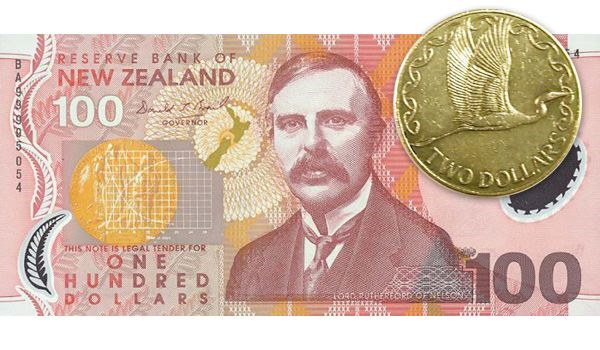 RESERVE BANK OF
NEW ZEALAND
100
GOVERNOR
THIS NOTE IS LEGAL TENDER FOR
ONE
HUNDRED
DOLLARS
LORD RUTHERFORD OF NELSON
100
TWO DOLLARS